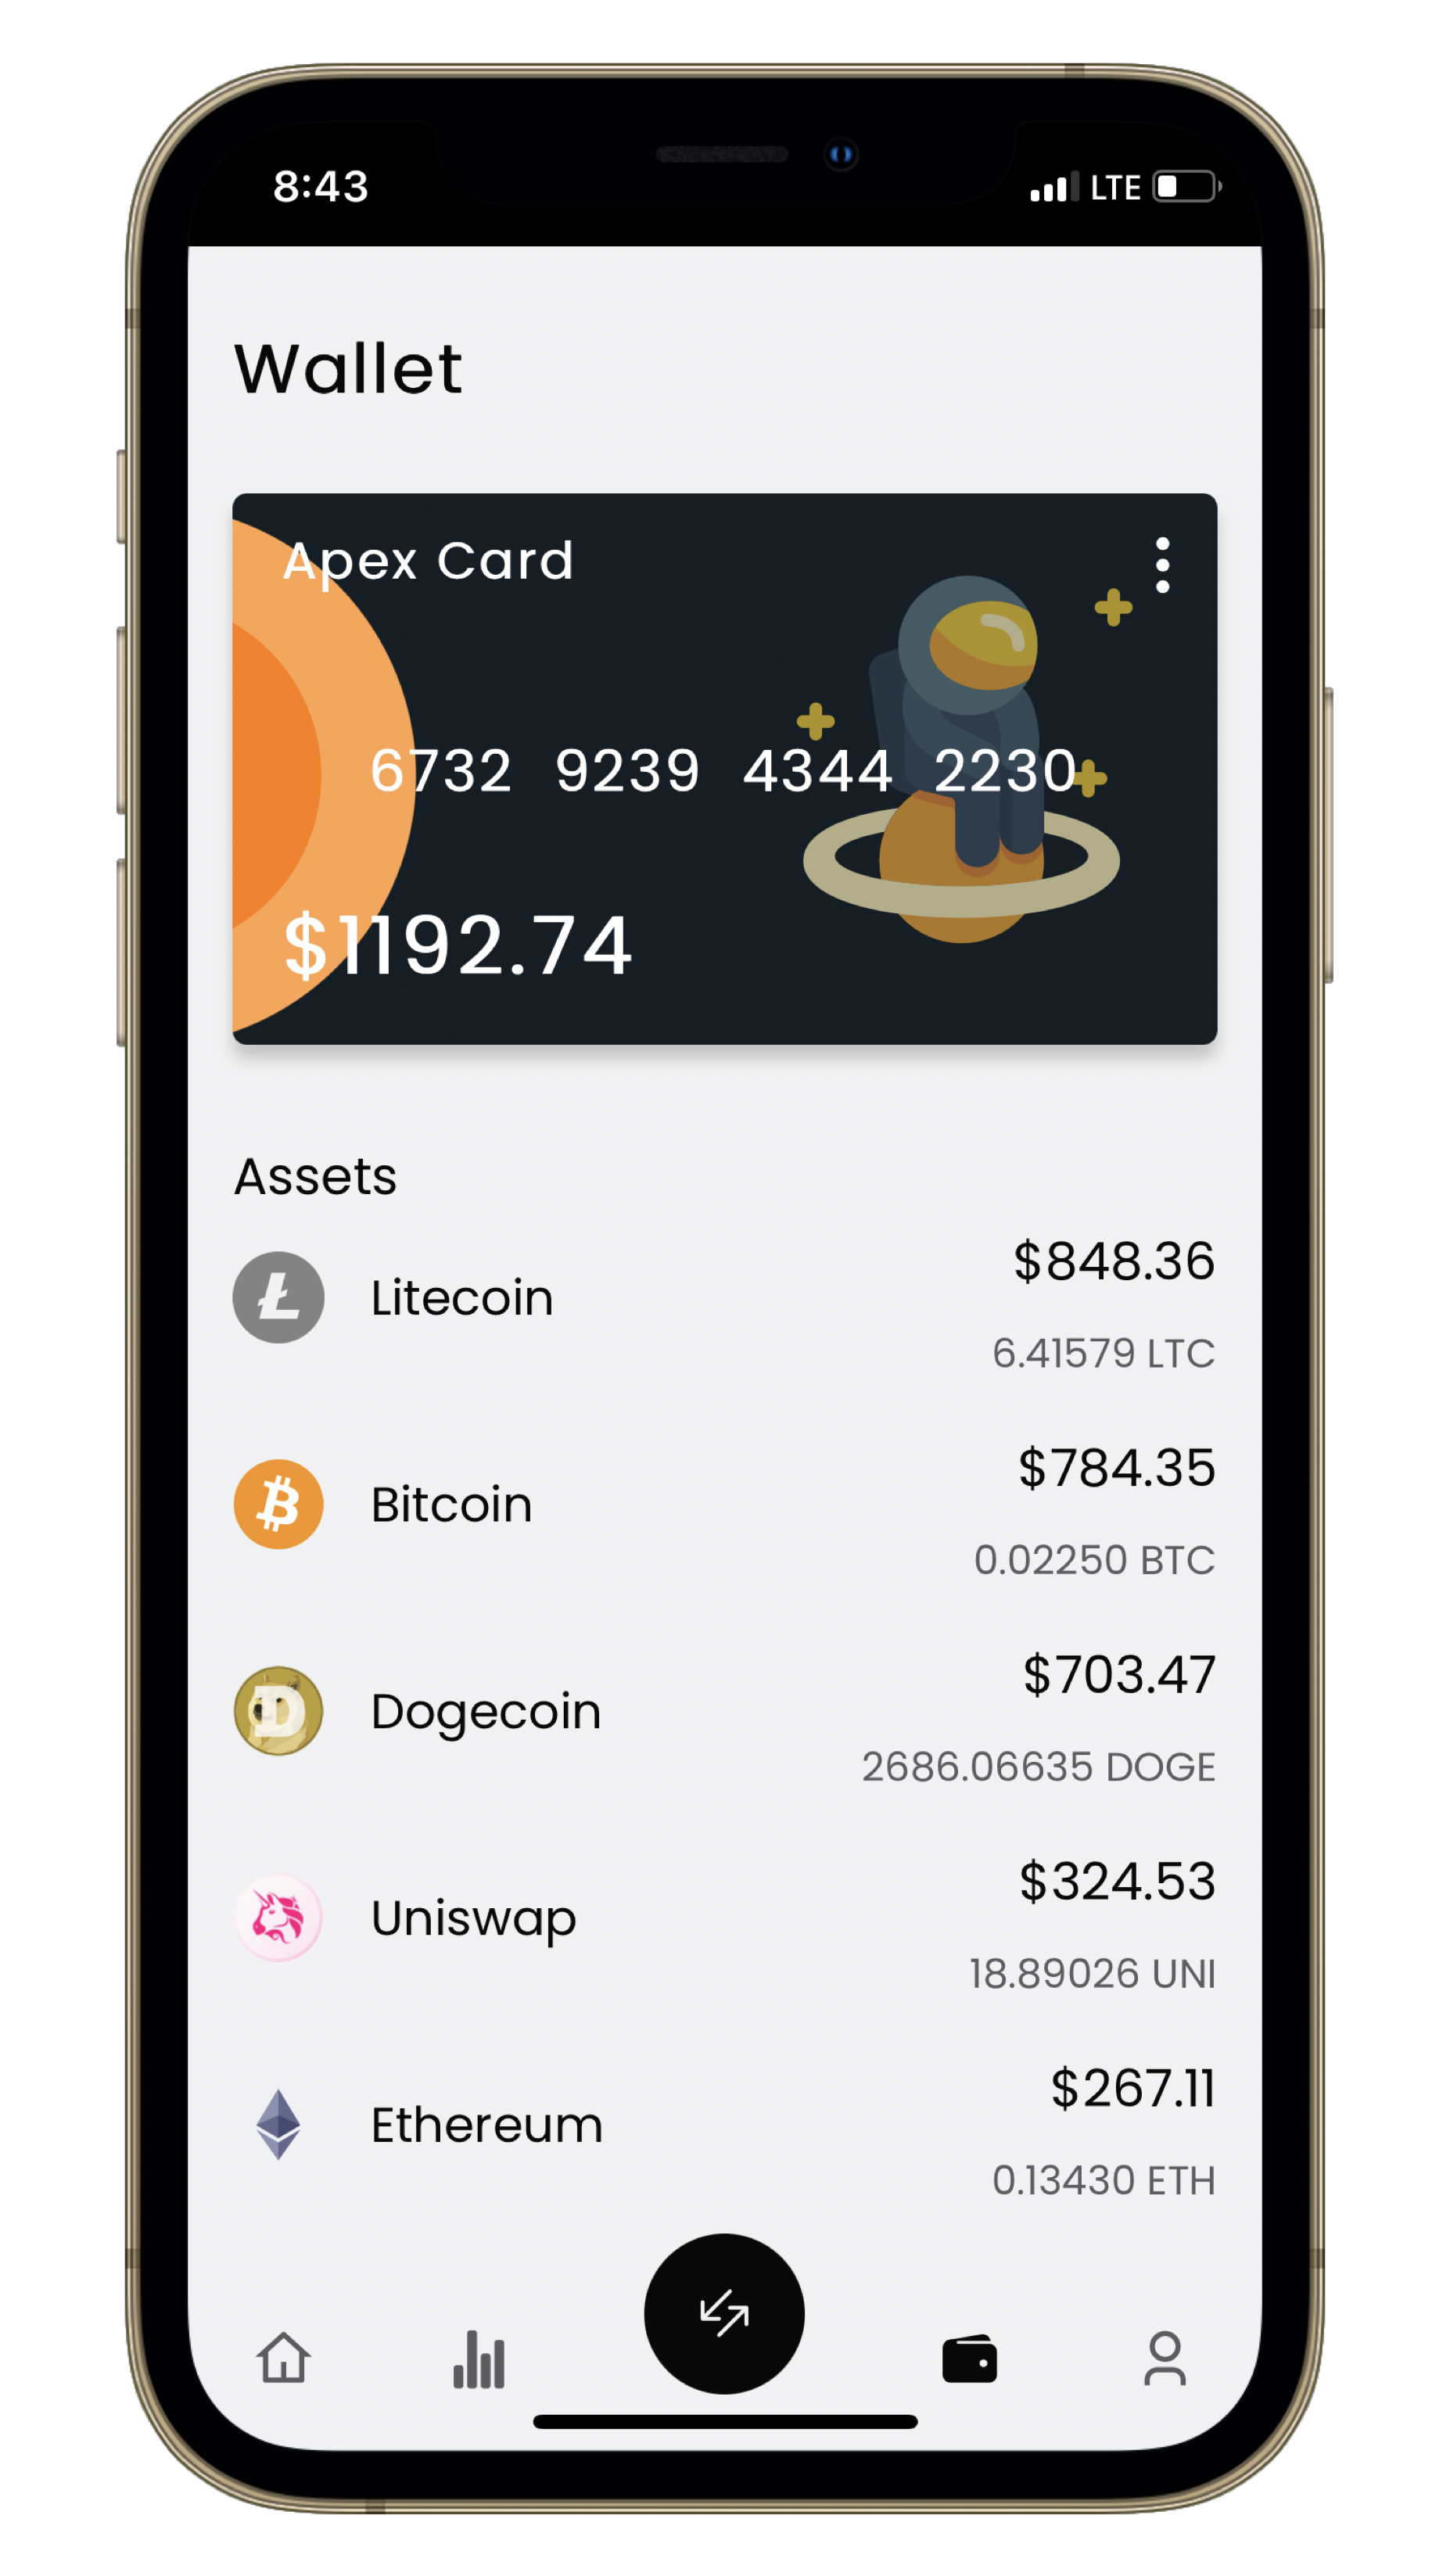 8:43 LTE
Wallet
Apex Card
6732 9239 4344 2230
$1192.74
Assets
Litecoin
$848.36
6.41579 LTC
Bitcoin
$784.35
0.02250 BTC
Dogecoin
$703.47
2686.06635 DOGE
Uniswap
$324.53
18.89026 UNI
Ethereum
$267.11
0.13430 ETH